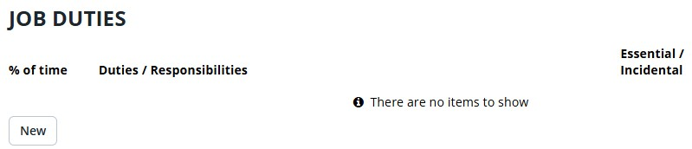 JOB DUTIES
% of time Duties / Responsibilities Essential /
Incidental
There are no items to show
New